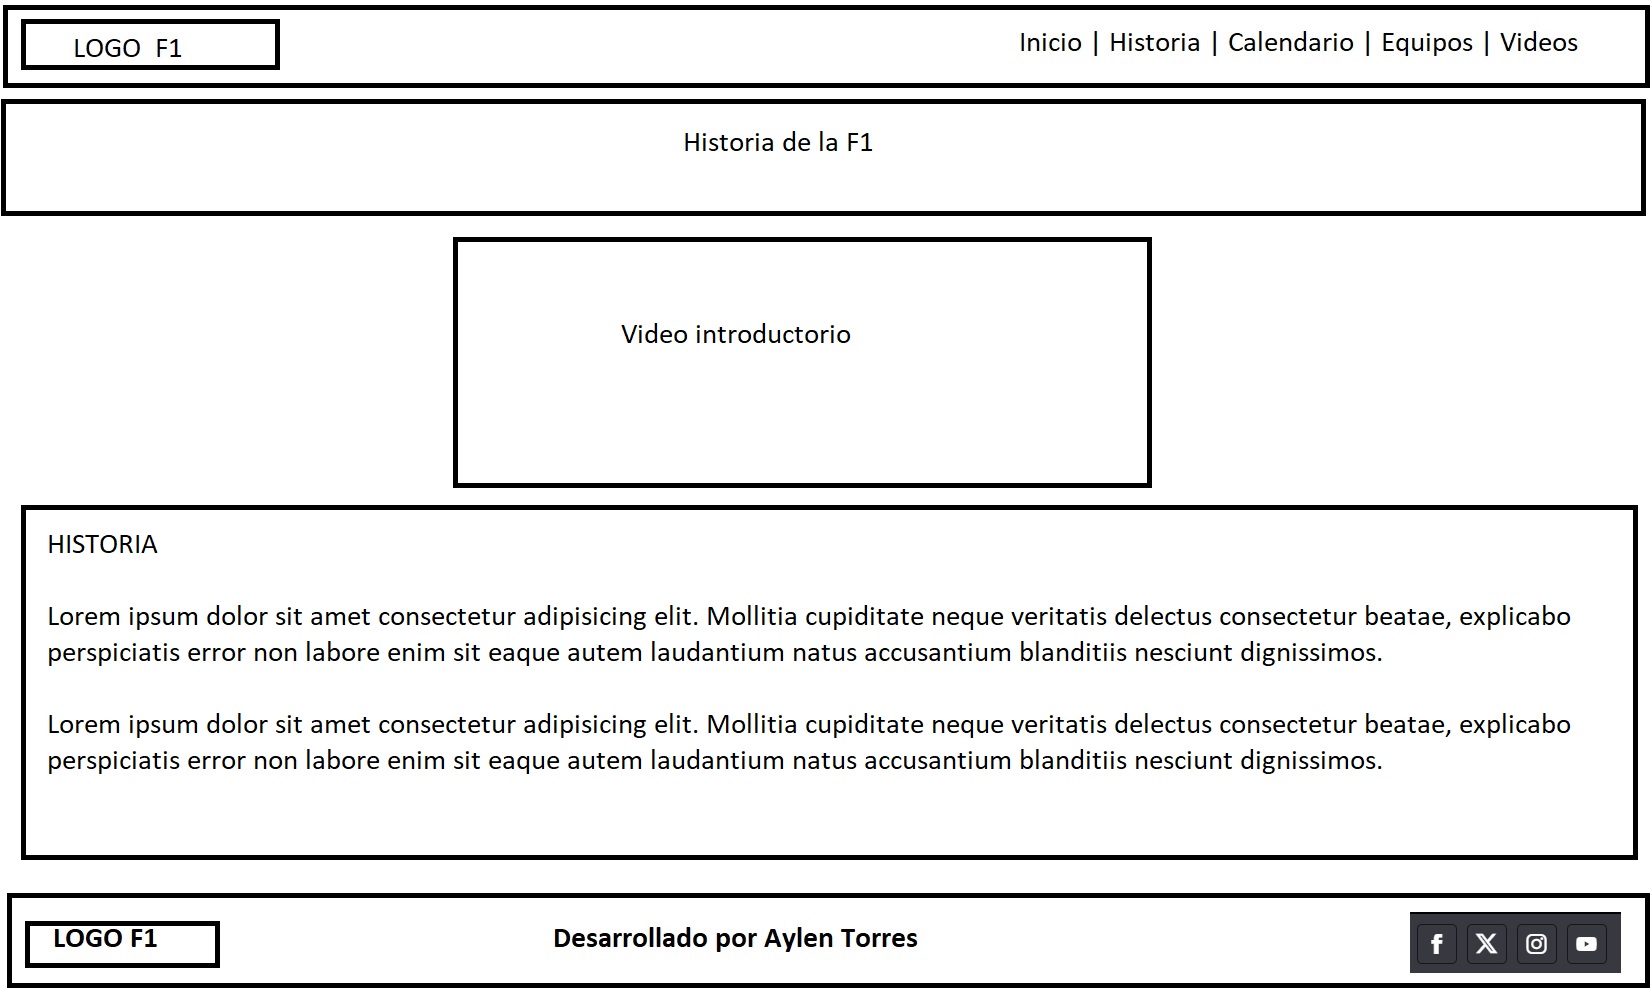 LOGO  F1
Inicio | Historia | Calendario | Equipos | Videos
Historia de la F1
Video introductorio
HISTORIA
Lorem ipsum dolor sit amet consectetur adipisicing elit. Mollitia cupiditate neque veritatis delectus consectetur beatae, explicabo
perspiciatis error non labore enim sit eaque autem laudantium natus accusantium blanditiis nesciunt dignissimos.
Lorem ipsum dolor sit amet consectetur adipisicing elit. Mollitia cupiditate neque veritatis delectus consectetur beatae, explicabo
perspiciatis error non labore enim sit eaque autem laudantium natus accusantium blanditiis nesciunt dignissimos.
LOGO F1
Desarrollado por Aylen Torres